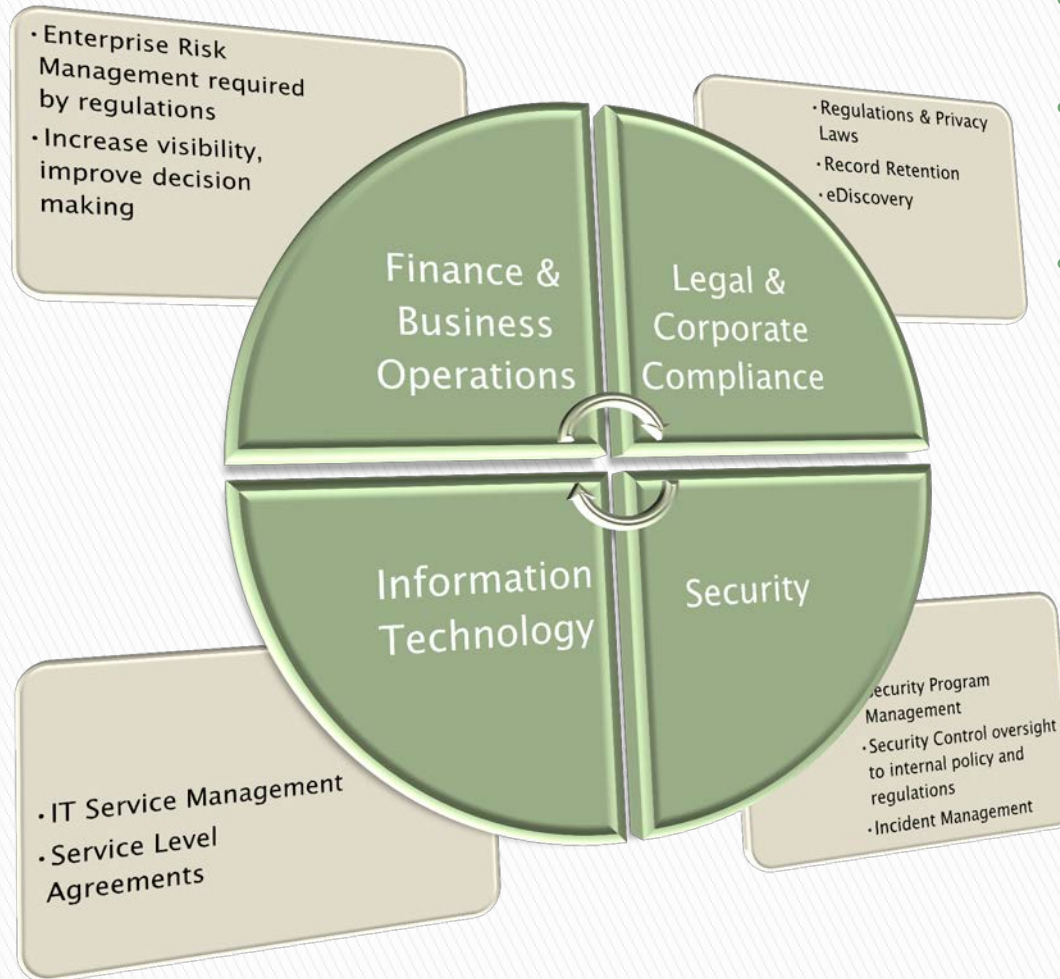 ·Enterprise Risk
Management required
by regulations
·Increase visibility,
improve decision
making
·Regulations & Privacy
Laws
·Record Retention
·eDiscovery
Finance &
Business
Operations
Legal &
Corporate
Compliance
Information
Technology
Security
·IT Service Management
·Service Level
Agreements
ecurity Program
Management
·Security Control oversight
to internal policy and
regulations
·Incident Management